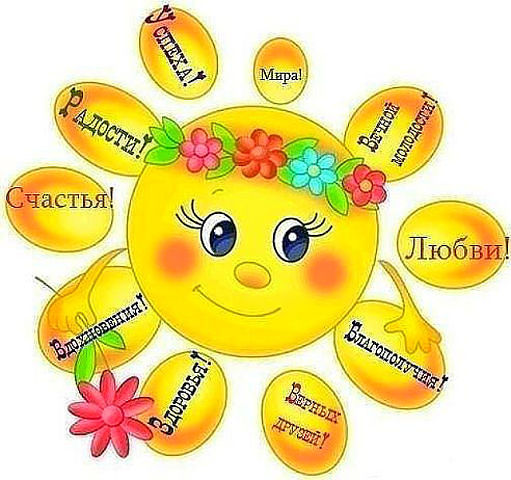 Успеха!
Мира!
Вечной
молодости!
Любви!
Благополучия!
Верных
друзей!
Здоровья!
Вдохновения!
Счастья!
Радости!